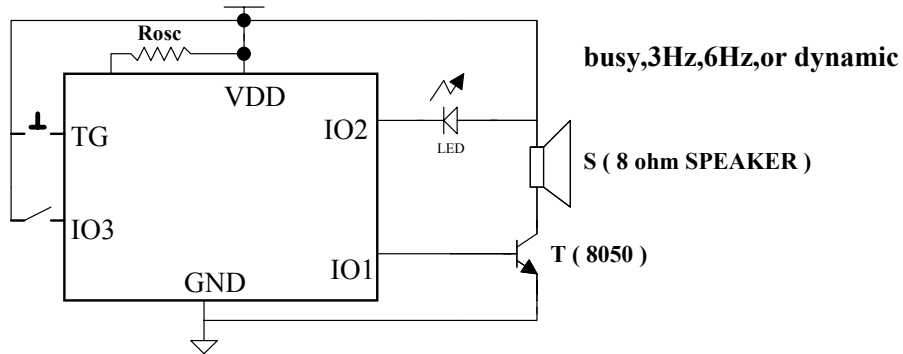 Rosc
busy,3Hz,6Hz,or dynamic
VDD
TG
IO2
LED
S ( 8 ohm SPEAKER )
IO3
IO1
T ( 8050 )
GND